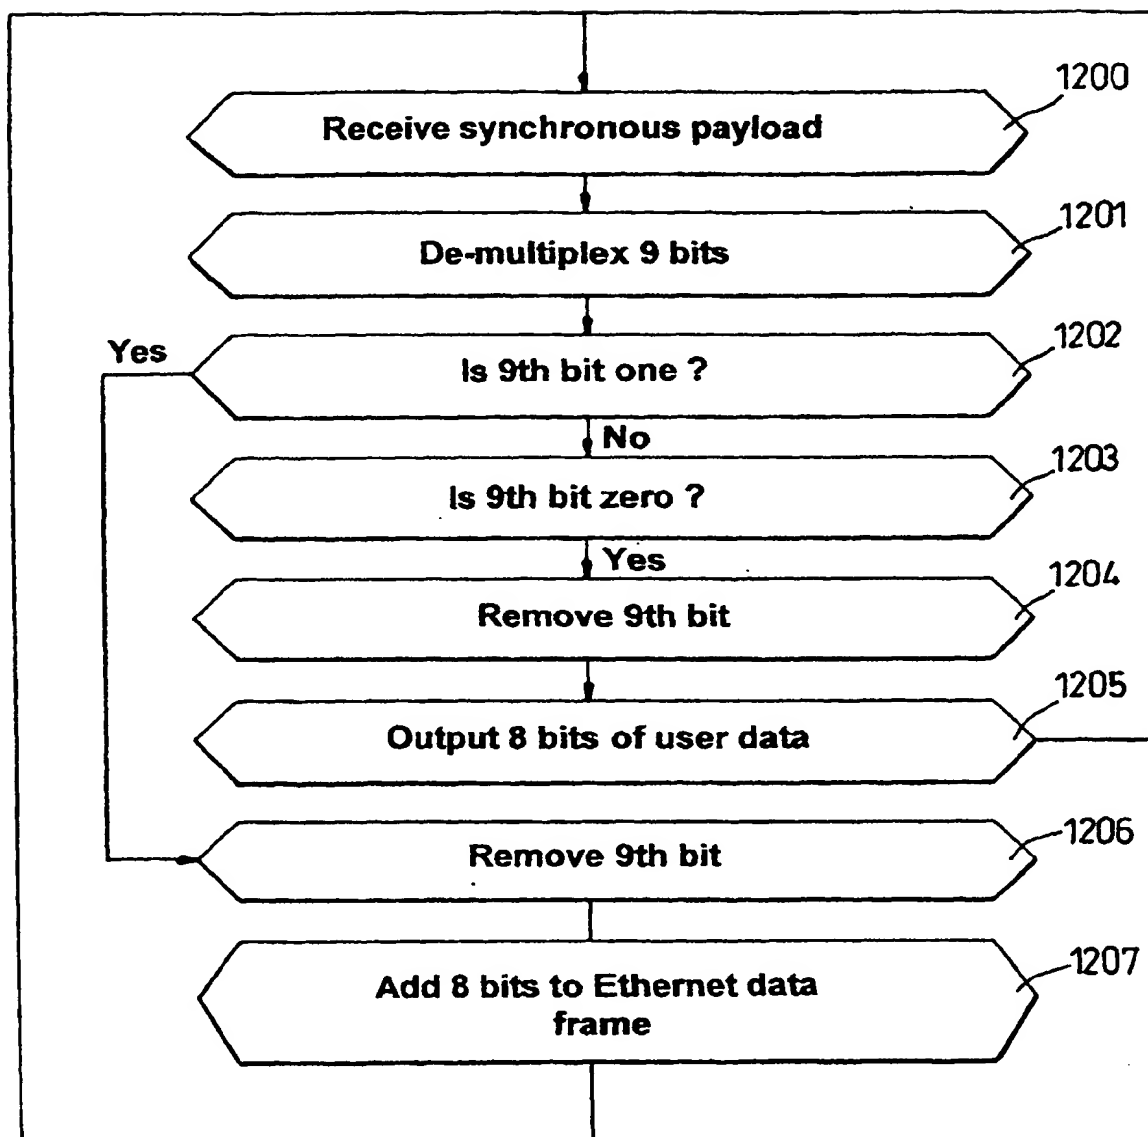 1200
Receive synchronous payload
1201
De-multiplex 9 bits
1202
Yes
Is 9th bit one ?
No
1203
Is 9th bit zero ?
Yes
1204
Remove 9th bit
1205
Output 8 bits of user data
1206
Remove 9th bit
1207
Add 8 bits to Ethernet data
frame